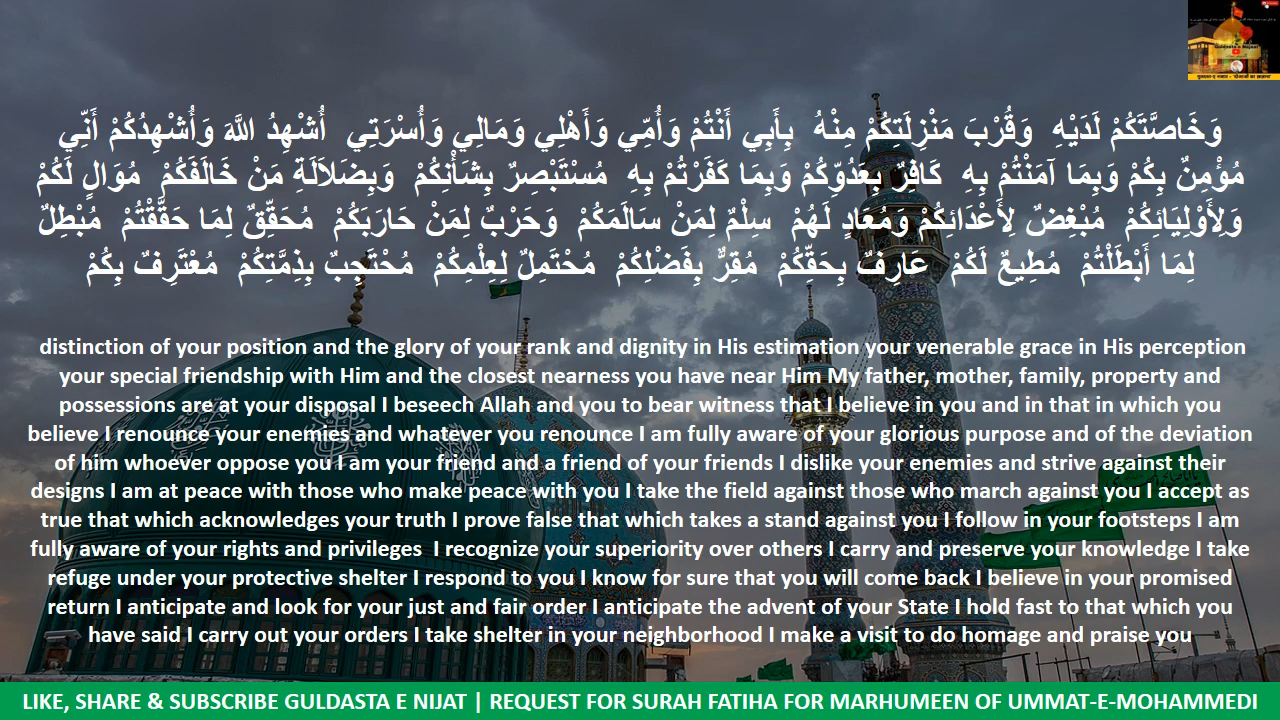 Guldasta e Nijaat
गुलदस्ता-ए नजात - "दीआओं का ख़ज़ाना"
وَخَاصَّتَكُمْ لَدَيْهِ وَقُرْبَ مَنْزِلَتِكُمْ مِنْهُ بِأَبِي أَنْتُمْ وَأُمِّي وَأَهْلِي وَمَالِي وَأُسْرَتِي أُشْهِدُ اللَّهَ وَأُشْهِدُكُمْ أَنِّي
مُؤْمِنٌ بِكُمْ وَبِمَا آمَنْتُمْ بِهِ كَافِرٌ بِعَدُوِّكُمْ وَبِمَا كَفَرْتُمْ بِهِ مُسْتَبْصِرٌ بِشَأْنِكُمْ وَبِضَلَالَةِ مَنْ خَالَفَكُمْ مُوَالٍ لَكُمْ
وَلِأَوْلِيَائِكُمْ مُبْغِضٌ لِأَعْدَائِكُمْ وَمُعَادٍ لَهُمْ سِلْمٌ لِمَنْ سَالَمَكُمْ وَحَرْبٌ لِمَنْ حَارَبَكُمْ مُحَقِّقٌ لِمَا حَقَّقْتُمْ مُبْطِلٌ
لِمَا أَبْطَلْتُمْ مُطِيعٌ لَكُمْ عَارِفٌ بِحَقِّكُمْ مُقِرٌّ بِفَضْلِكُمْ مُحْتَمِلٌ لِعِلْمِكُمْ مُحْتَجِبٌ بِذِمَّتِكُمْ مُعْتَرِفٌ بِكُمْ
distinction of your position and the glory of your rank and dignity in His estimation your venerable grace in His perception
your special friendship with Him and the closest nearness you have near Him My father, mother, family, property and
possessions are at your disposal I beseech Allah and you to bear witness that I believe in you and in that in which you
believe I renounce your enemies and whatever you renounce I am fully aware of your glorious purpose and of the deviation
of him whoever oppose you I am your friend and a friend of your friends I dislike your enemies and strive against their
designs I am at peace with those who make peace with you I take the field against those who march against you I accept as
true that which acknowledges your truth I prove false that which takes a stand against you I follow in your footsteps I am
fully aware of your rights and privileges I recognize your superiority over others I carry and preserve your knowledge I take
refuge under your protective shelter I respond to you I know for sure that you will come back I believe in your promised
return I anticipate and look for your just and fair order I anticipate the advent of your State I hold fast to that which you
have said I carry out your orders I take shelter in your neighborhood I make a visit to do homage and praise you
LIKE, SHARE & SUBSCRIBE GULDASTA E NIJAT | REQUEST FOR SURAH FATIHA FOR MARHUMEEN OF UMMAT-E-MOHAMMEDI